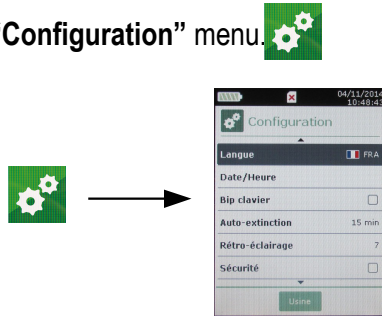 “Configuration” menu.
04/11/2014
10:48:43
Configuration
Langue FRA
Date/Heure
Bip clavier
Auto-extinction 15 min
Rétro-éclairage 7
Sécurité
Usine